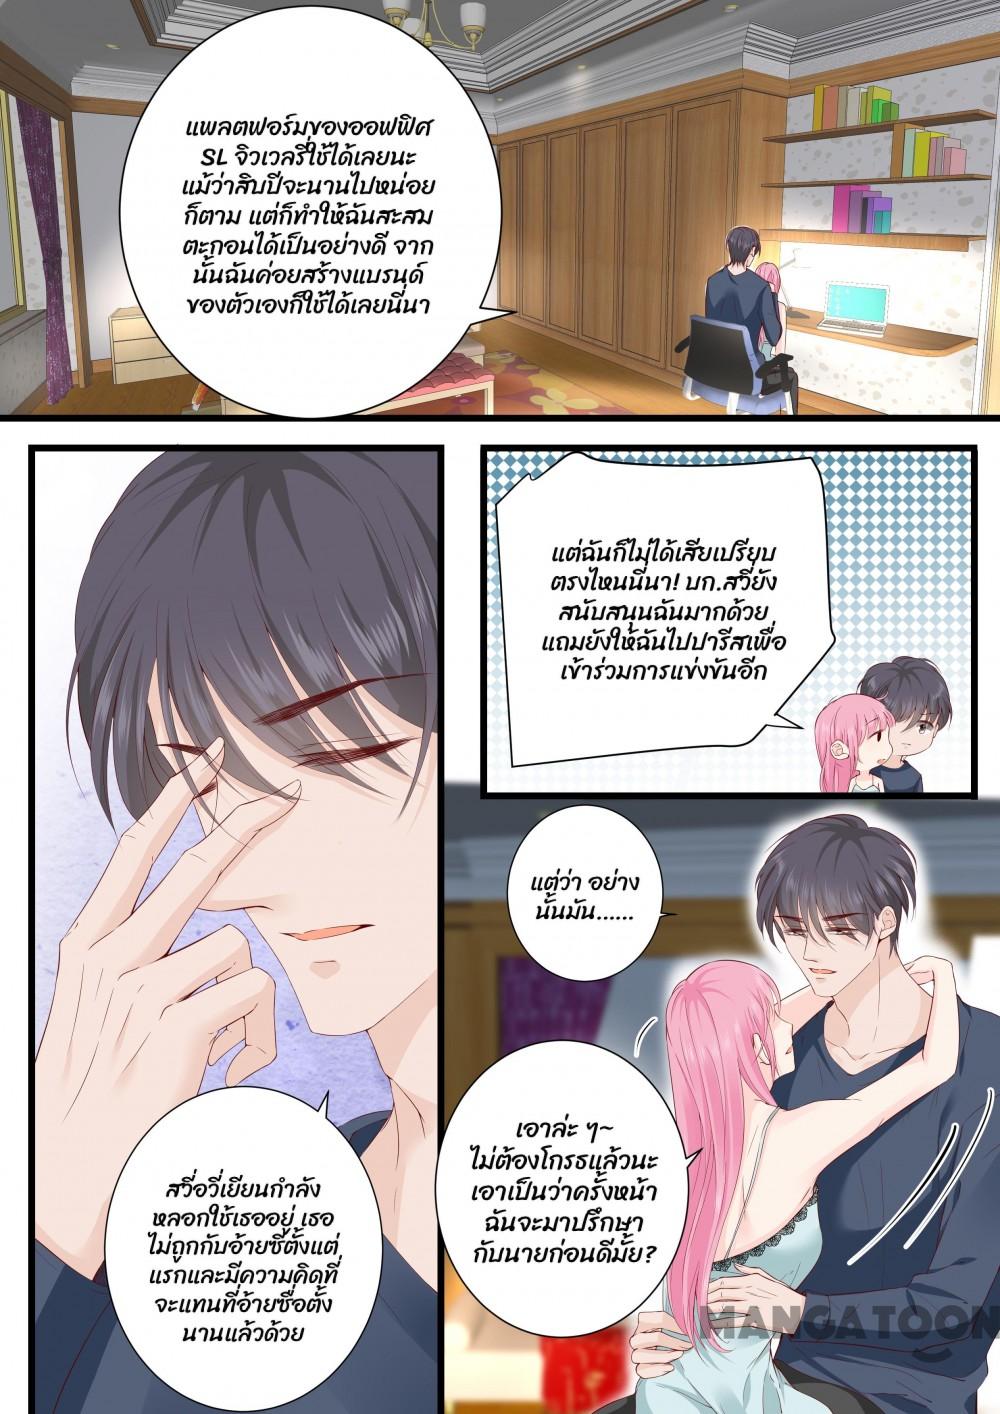 แพลตฟอร์มของออฟฟิศ
SL จิวเวลรี่ใช้ได้เลยนะ
แม้ว่าสิบปีจะนานไปหน่อย
ก็ตาม แต่ก็ทำให้ฉันสะสม
ตะกอนได้เป็นอย่างดี จาก
นั้นฉันค่อยสร้างแบรนด์
ของตัวเองก็ใช้ได้เลยนี่นา
แต่ฉันก็ไม่ได้เสียเปรียบ
ตรงไหนนี่นา! บก.สวี่ยัง
สนับสนุนฉันมากด้วย
แถมยังให้ฉันไปปารีสเพื่อ
เข้าร่วมการแข่งขันอีก
สวี่อวี่เยียนกำลัง
หลอกใช้เธออยู่ เธอ
ไม่ถูกกับอ้ายซีตั้งแต่
แรกและมีความคิดที่
จะแทนที่อ้ายซื่อตั้ง
นานแล้วด้วย
แต่ว่า อย่าง
นั้นมัน......
เอาล่ะ ๆ~
ไม่ต้องโกรธแล้วนะ
เอาเป็นว่าครั้งหน้า
ฉันจะมาปรึกษา
กับนายก่อนดีมั้ย?
MANGATOON